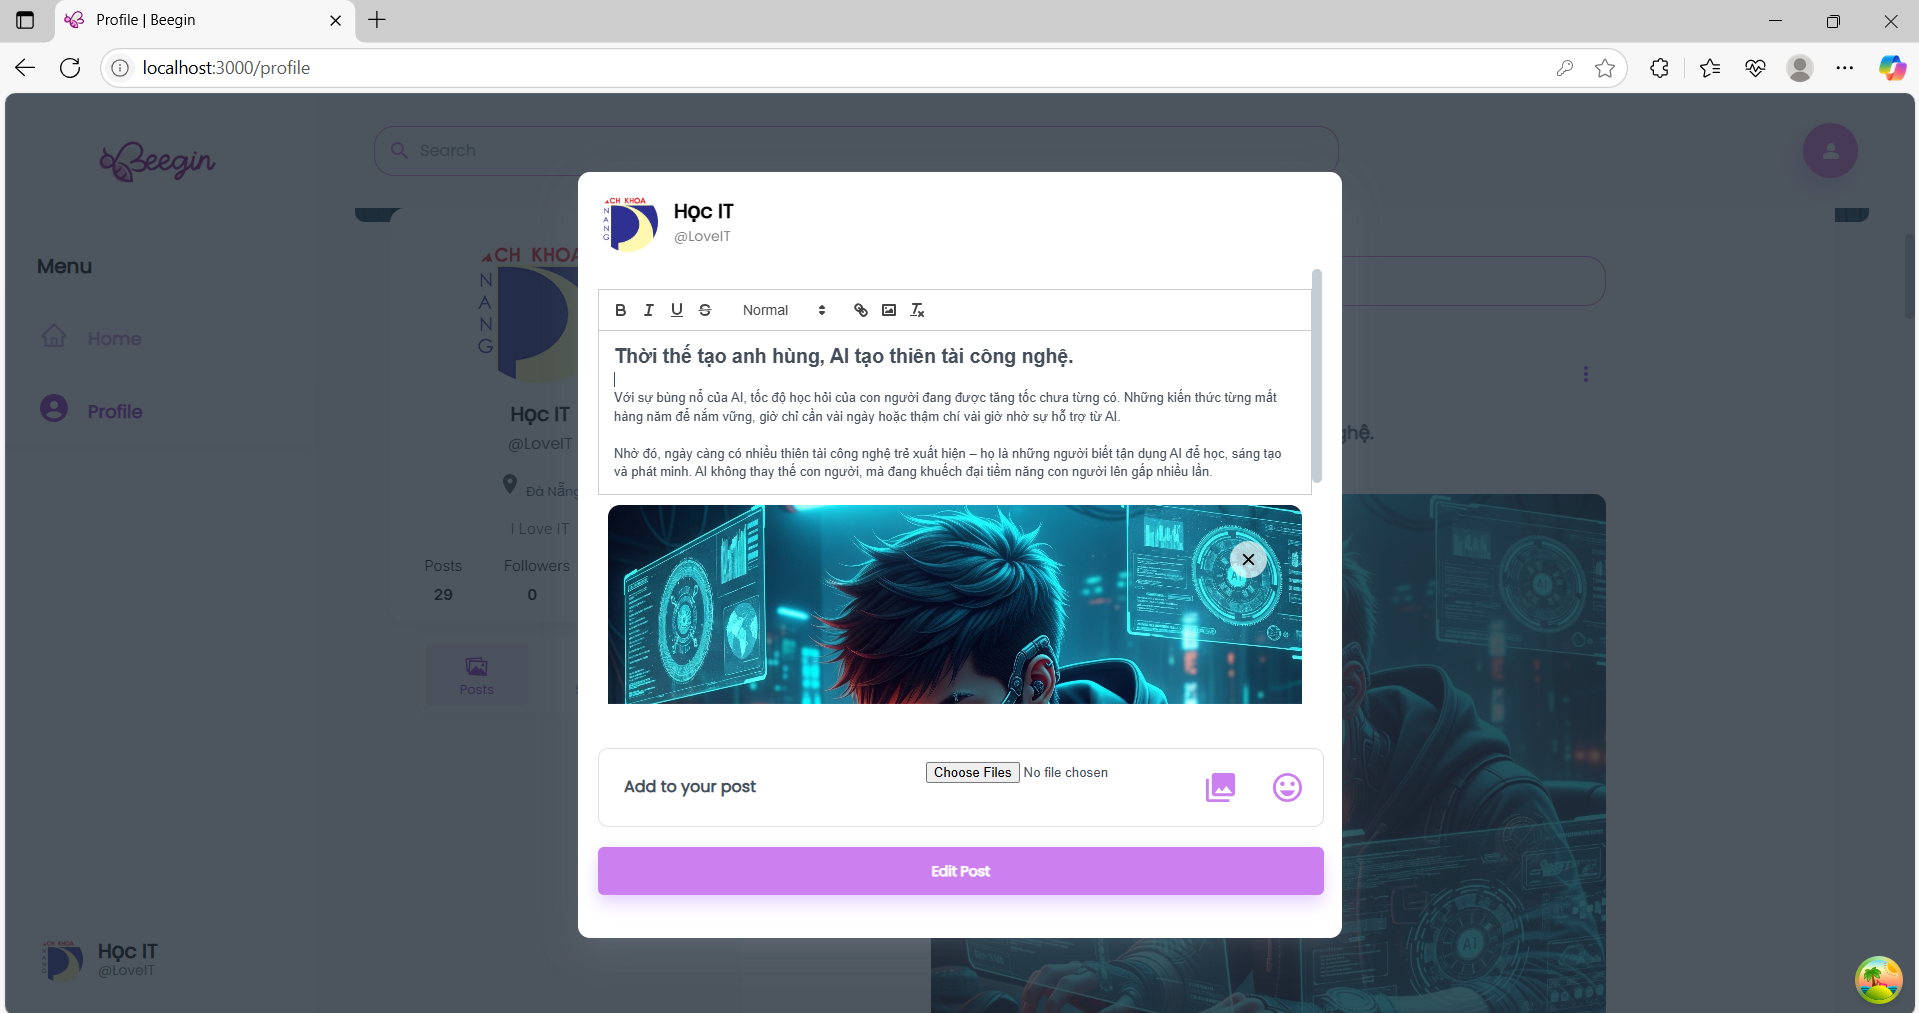 Profile | Beegin
localhost:3000/profile
Beegin
Search
Menu
Home
Profile
ACH KHOA
NANG
Học IT
@LoveIT
Đà Nẵng
I Love IT
Posts
Followers
29
0
Posts
CH KHOA
NANG
Học IT
@LoveIT
B I U S Normal
Thời thế tạo anh hùng, AI tạo thiên tài công nghệ.
Với sự bùng nổ của AI, tốc độ học hỏi của con người đang được tăng tốc chưa từng có. Những kiến thức từng mất
hàng năm để nắm vững, giờ chỉ cần vài ngày hoặc thậm chí vài giờ nhờ sự hỗ trợ từ AI.
Nhờ đó, ngày càng có nhiều thiên tài công nghệ trẻ xuất hiện – họ là những người biết tận dụng AI để học, sáng tạo
và phát minh. AI không thay thế con người, mà đang khuếch đại tiềm năng con người lên gấp nhiều lần.
AI
Add to your post
Choose Files No file chosen
Edit Post
ghệ.
AI
AI
Học IT
@LoveIT